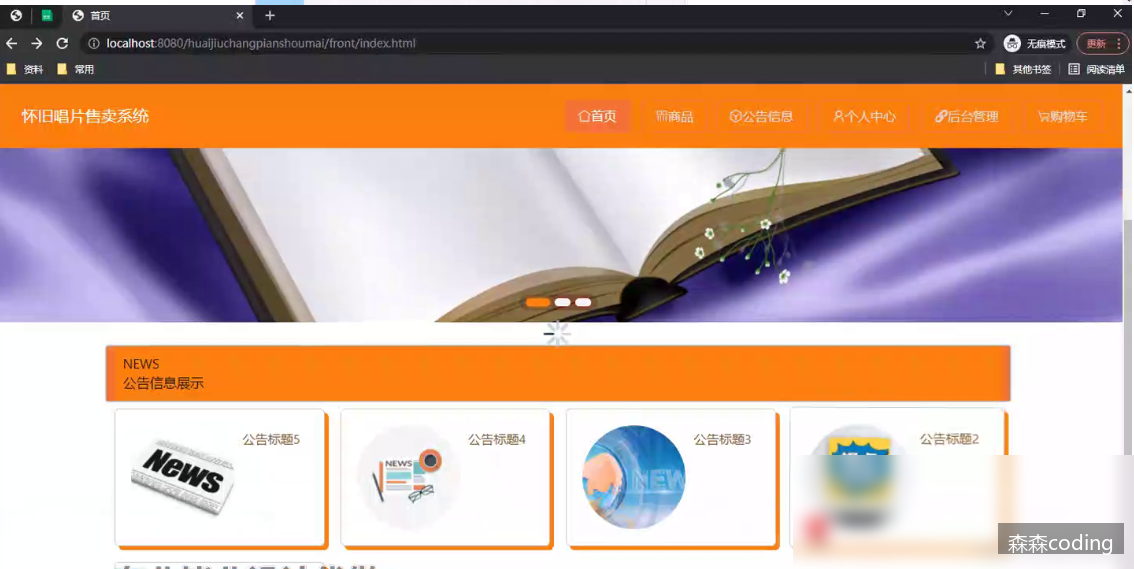 首页
localhost:8080/huaijiuchangpianshoumai/front/index.html
无痕模式
更新
资料
常用
其他书签
阅读清单
怀旧唱片售卖系统
首页
商品
公告信息
个人中心
后台管理
购物车
NEWS
公告信息展示
News
公告标题5
NEWS
公告标题4
NEW
公告标题3
公告标题2
森森coding